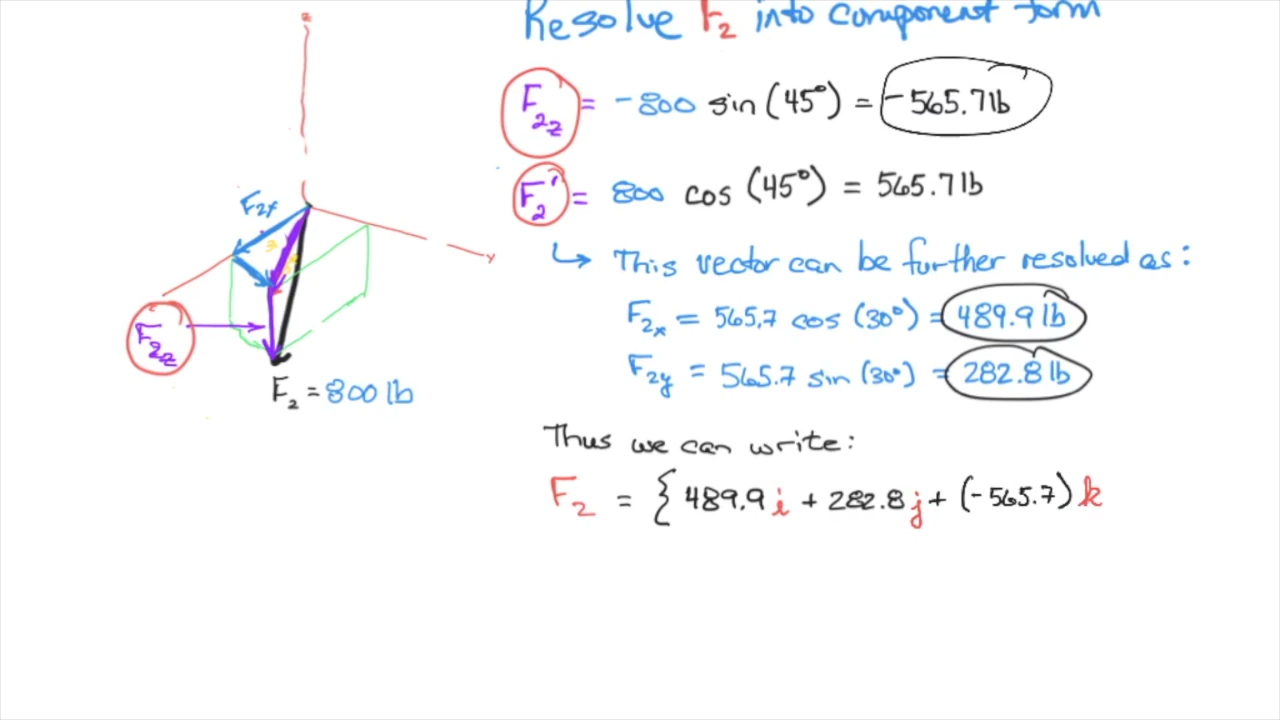 Resolve F2 into component form
z
F2z = -800 sin(45°) = -565.7 lb
F2' = 800 cos(45°) = 565.7 lb
F2x
↳ This vector can be further resolved as:
y
F2x = 565.7 cos(30°) = 489.9 lb
F2z
F2y = 565.7 sin(30°) = 282.8 lb
F2 = 800 lb
Thus we can write:
F2 = { 489.9 i + 282.8 j + (-565.7) k